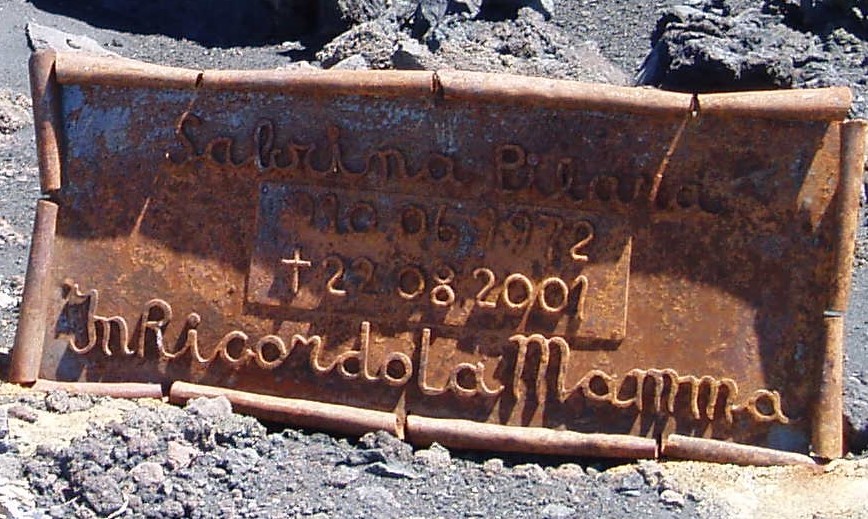 Sabrina
06 1972
† 22 08 2001
In Ricordo La Mamma